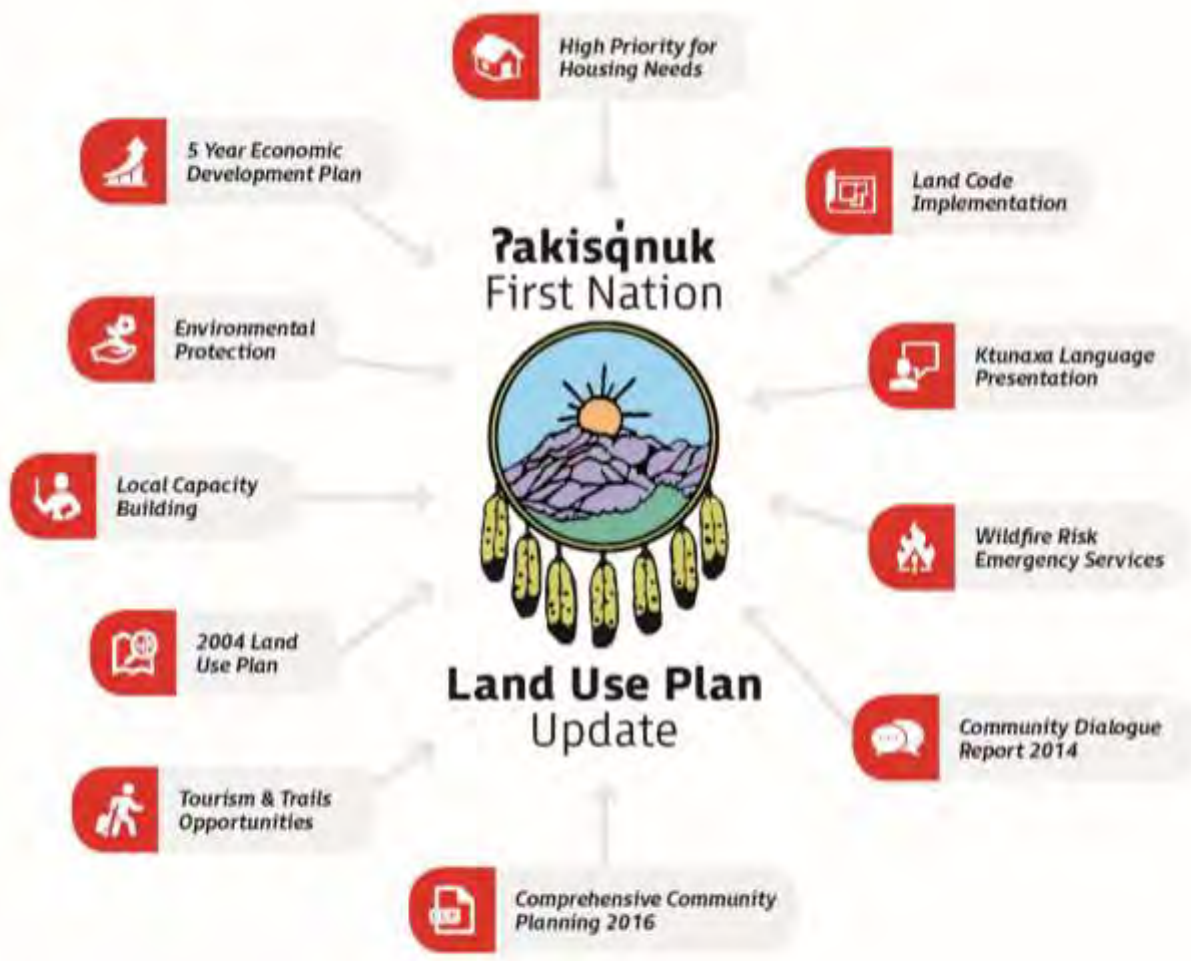 High Priority for
Housing Needs
5 Year Economic
Development Plan
Land Code
Implementation
ʔakisq̓nuk
First Nation
Environmental
Protection
Ktunaxa Language
Presentation
Local Capacity
Building
Wildfire Risk
Emergency Services
2004 Land
Use Plan
Land Use Plan
Update
Community Dialogue
Report 2014
Tourism & Trails
Opportunities
Comprehensive Community
Planning 2016